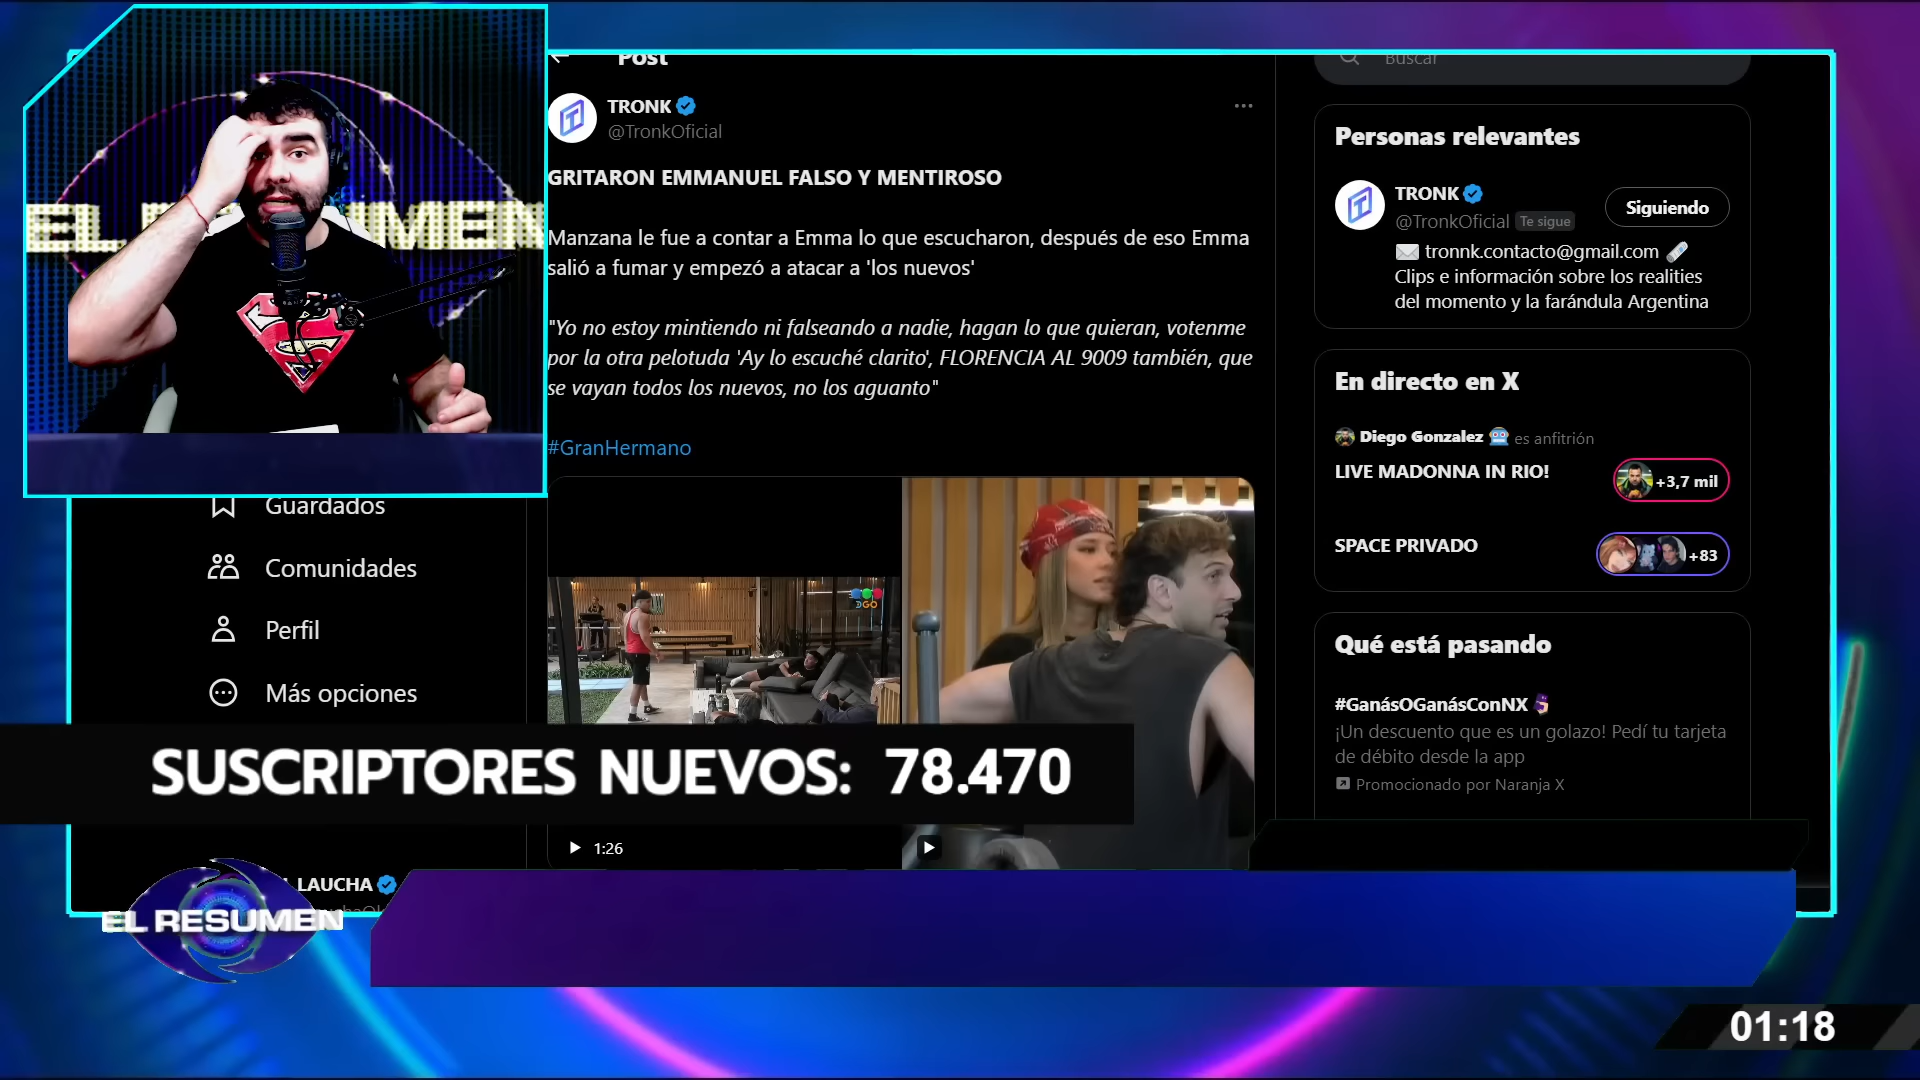 Post
TRONK
@TronkOficial
GRITARON EMMANUEL FALSO Y MENTIROSO
Manzana le fue a contar a Emma lo que escucharon, después de eso Emma
salió a fumar y empezó a atacar a 'los nuevos'
"Yo no estoy mintiendo ni falseando a nadie, hagan lo que quieran, votenme
por la otra pelotuda 'Ay lo escuché clarito', FLORENCIA AL 9009 también, que
se vayan todos los nuevos, no los aguanto"
#GranHermano
DGO
1:26
Guardados
Comunidades
Perfil
Más opciones
LAUCHA
Buscar
Personas relevantes
TRONK
@TronkOficial Te sigue
Siguiendo
tronnk.contacto@gmail.com
Clips e información sobre los realities
del momento y la farándula Argentina
En directo en X
Diego Gonzalez es anfitrión
LIVE MADONNA IN RIO!
+3,7 mil
SPACE PRIVADO
+83
Qué está pasando
#GanásOGanásConNX
¡Un descuento que es un golazo! Pedí tu tarjeta
de débito desde la app
Promocionado por Naranja X
SUSCRIPTORES NUEVOS: 78.470
EL RESUMEN
01:18